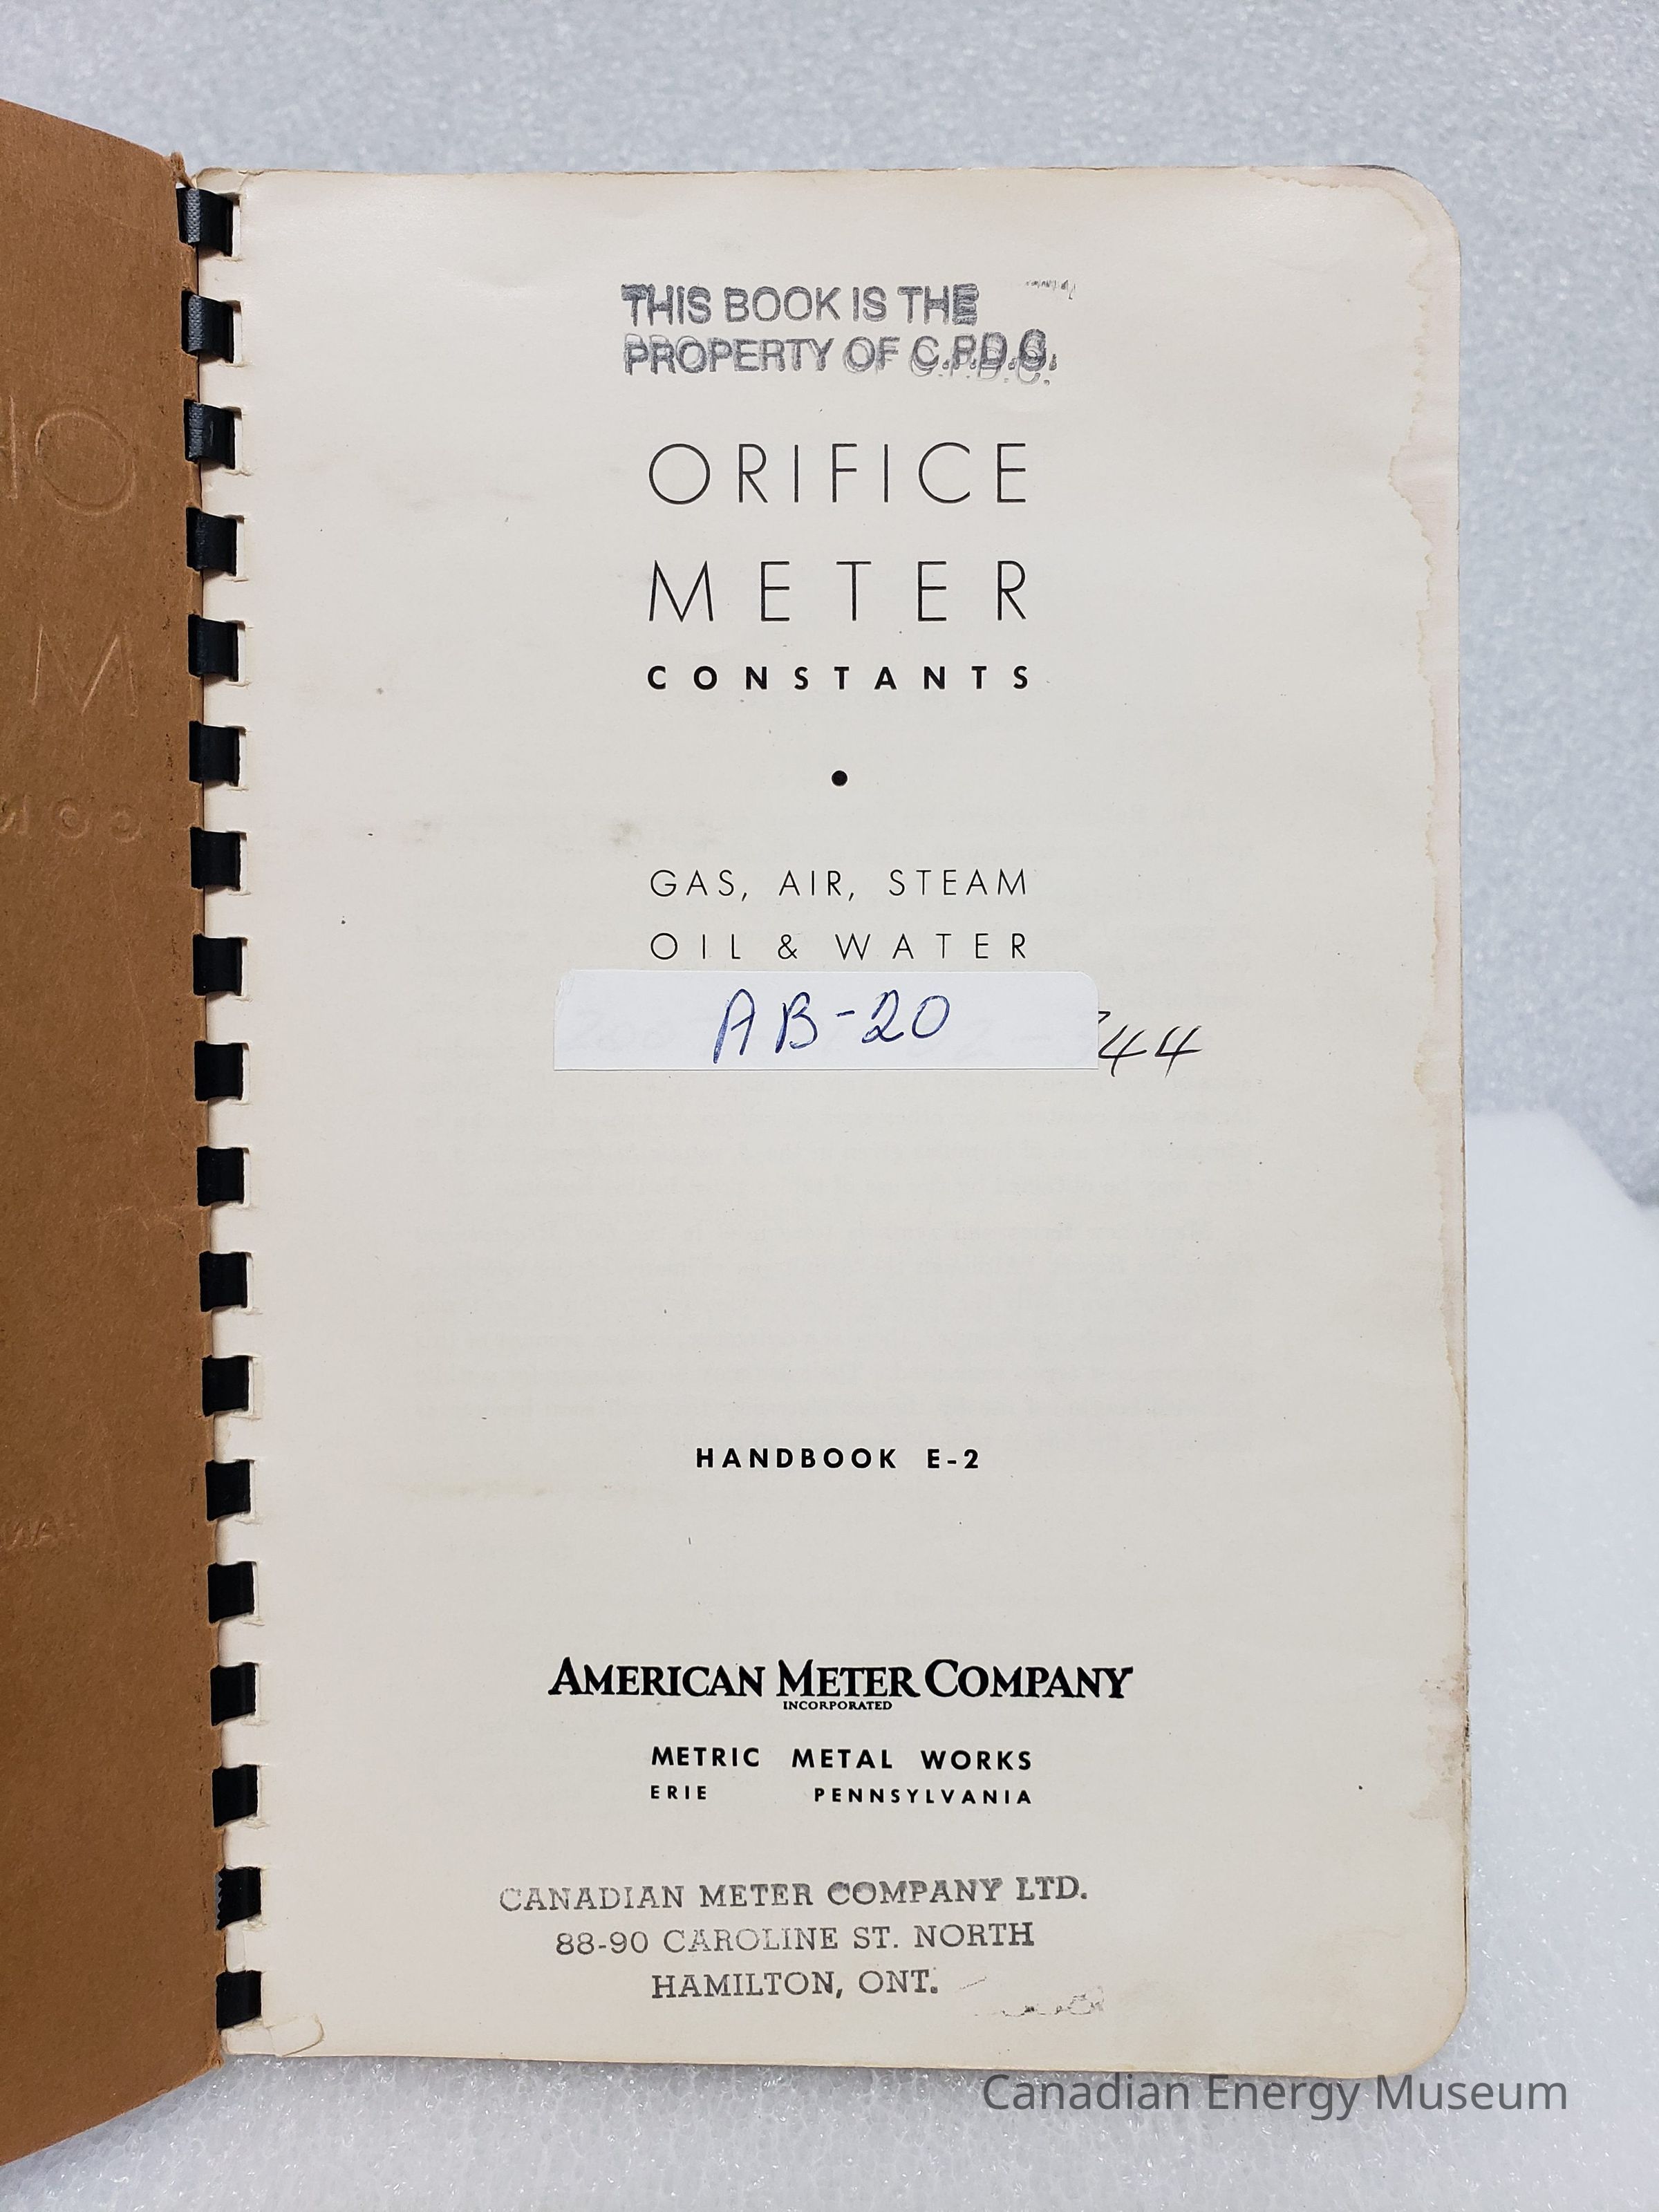 THIS BOOK IS THE
PROPERTY OF C.P.D.C.
ORIFICE
METER
CONSTANTS
GAS, AIR, STEAM
OIL & WATER
AB-20
44
HANDBOOK E-2
AMERICAN METER COMPANY
INCORPORATED
METRIC METAL WORKS
ERIE PENNSYLVANIA
CANADIAN METER COMPANY LTD.
88-90 CAROLINE ST. NORTH
HAMILTON, ONT.
Canadian Energy Museum